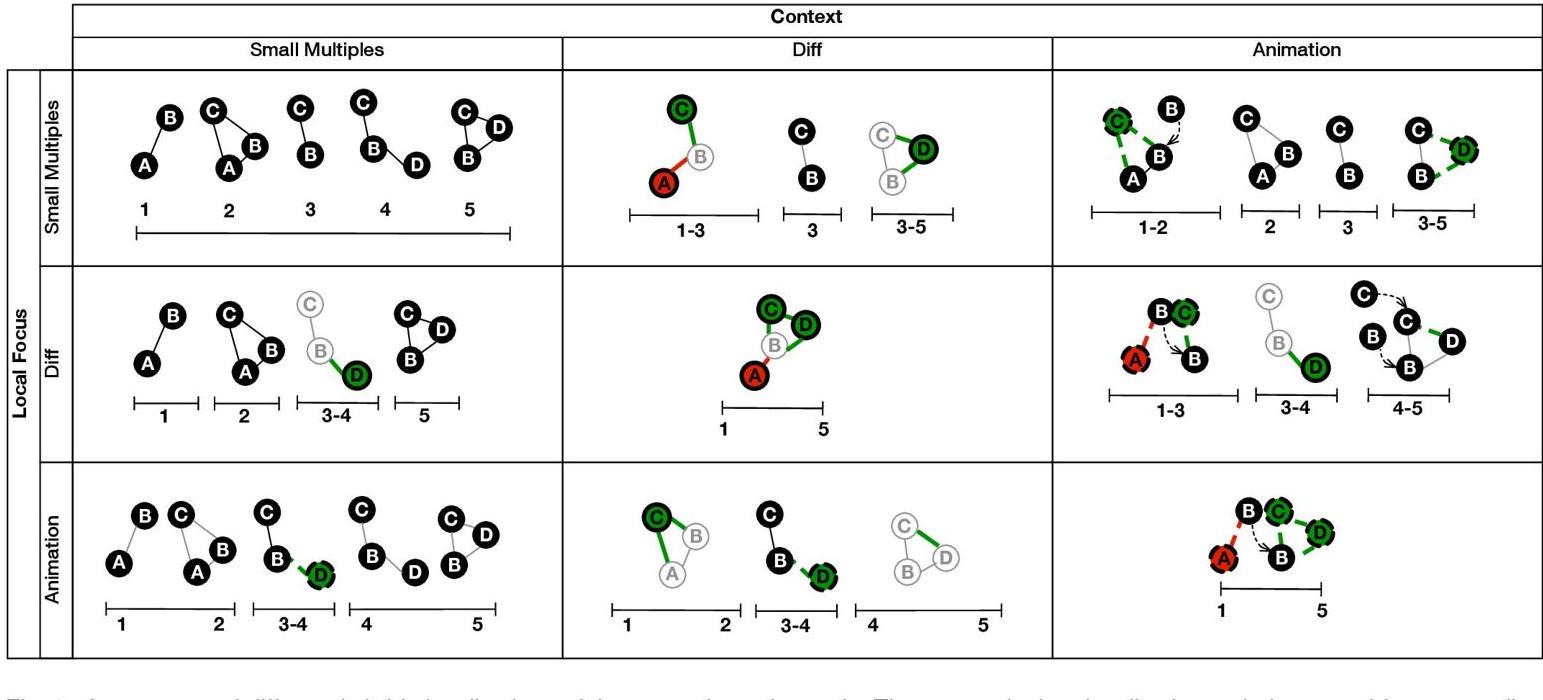 Context
Small Multiples Diff Animation
Local Focus
Small Multiples
B C C C C D
A A B B B D B
1 2 3 4 5
C B A
C B
C D B
1-3 3 3-5
C B B A
C B A
C B
C D B
1-2 2 3 3-5
Diff
B A
C B A
C B D
C D B
1 2 3-4 5
C D B A
1 5
B C A B
C B D
C C B D B
1-3 3-4 4-5
Animation
B A
C B A
C B D
C B D
C D B
1 2 3-4 4 5
C B A
C B D
C D B
1 2 3-4 4 5
B C D A B
1 5